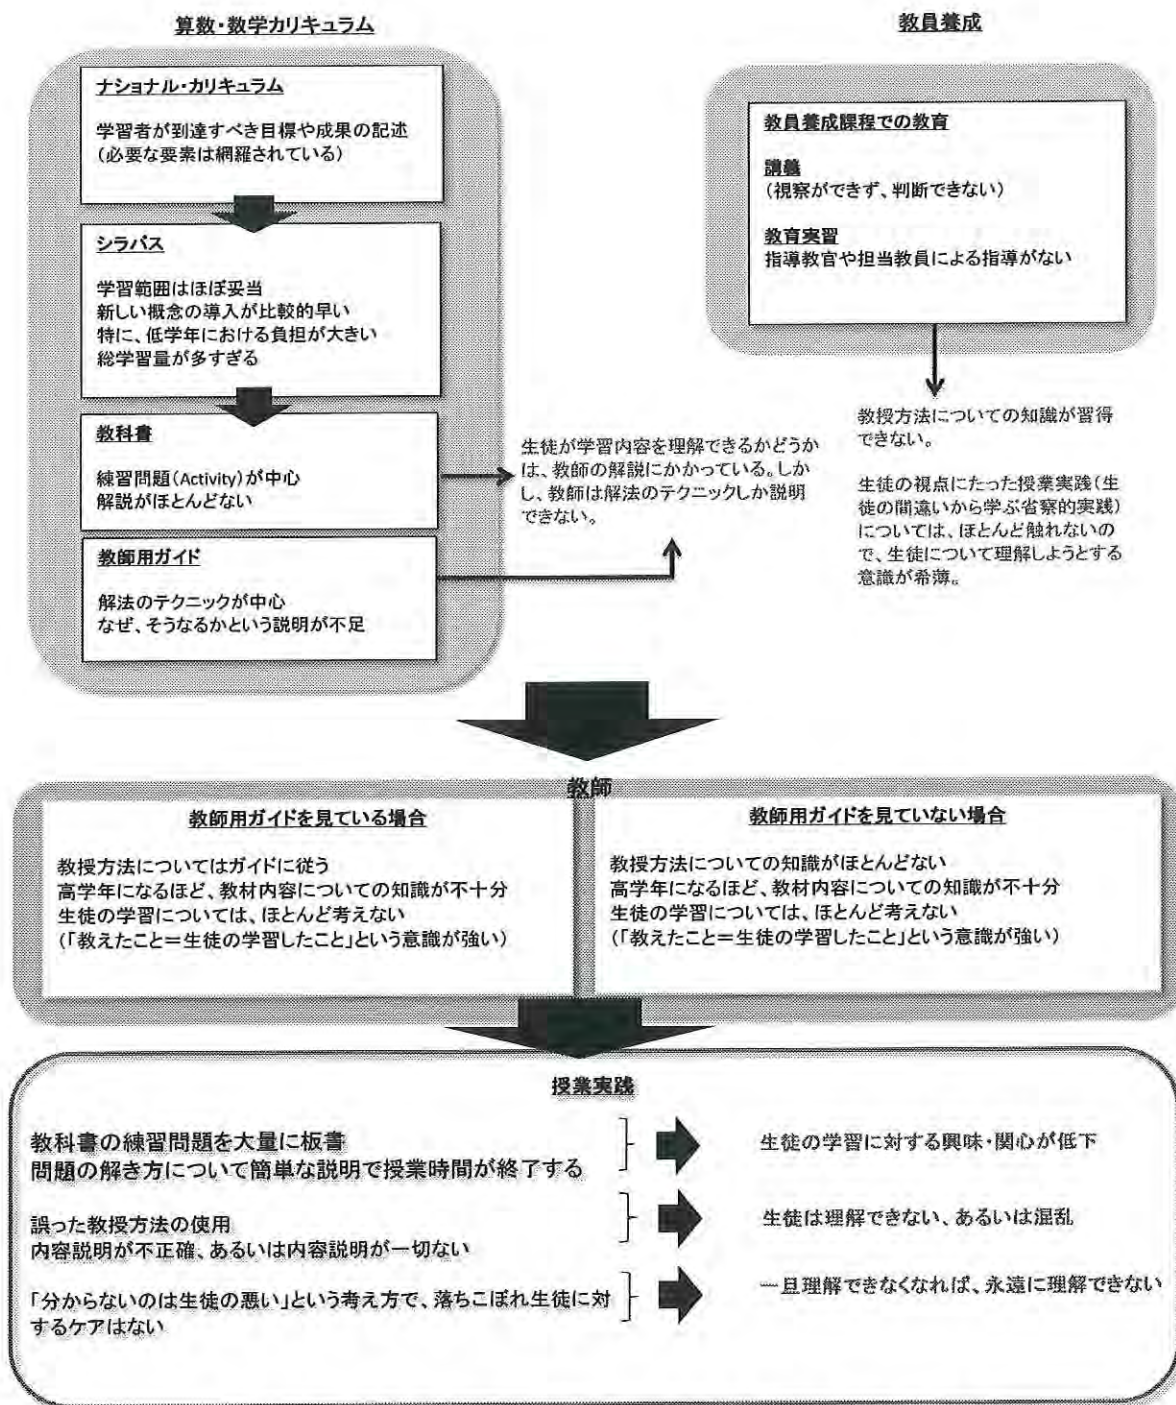 算数・数学カリキュラム
ナショナル・カリキュラム
学習者が到達すべき目標や成果の記述
(必要な要素は網羅されている)
シラバス
学習範囲はほぼ妥当
新しい概念の導入が比較的早い
特に、低学年における負担が大きい
総学習量が多すぎる
教科書
練習問題(Activity)が中心
解説がほとんどない
教師用ガイド
解法のテクニックが中心
なぜ、そうなるかという説明が不足
生徒が学習内容を理解できるかどうか
は、教師の解説にかかっている。しか
し、教師は解法のテクニックしか説明
できない。
教員養成
教員養成課程での教育
講義
(視察ができず、判断できない)
教育実習
指導教官や担当教員による指導がない
教授方法についての知識が習得
できない。
生徒の視点にたった授業実践(生
徒の間違いから学ぶ省察的実践)
については、ほとんど触れないの
で、生徒について理解しようとする
意識が希薄。
教師
教師用ガイドを見ている場合
教授方法についてはガイドに従う
高学年になるほど、教材内容についての知識が不十分
生徒の学習については、ほとんど考えない
(「教えたこと=生徒の学習したこと」という意識が強い)
教師用ガイドを見ていない場合
教授方法についての知識がほとんどない
高学年になるほど、教材内容についての知識が不十分
生徒の学習については、ほとんど考えない
(「教えたこと=生徒の学習したこと」という意識が強い)
授業実践
教科書の練習問題を大量に板書
問題の解き方について簡単な説明で授業時間が終了する
生徒の学習に対する興味・関心が低下
誤った教授方法の使用
内容説明が不正確、あるいは内容説明が一切ない
生徒は理解できない、あるいは混乱
「分からないのは生徒の悪い」という考え方で、落ちこぼれ生徒に対
するケアはない
一旦理解できなくなれば、永遠に理解できない